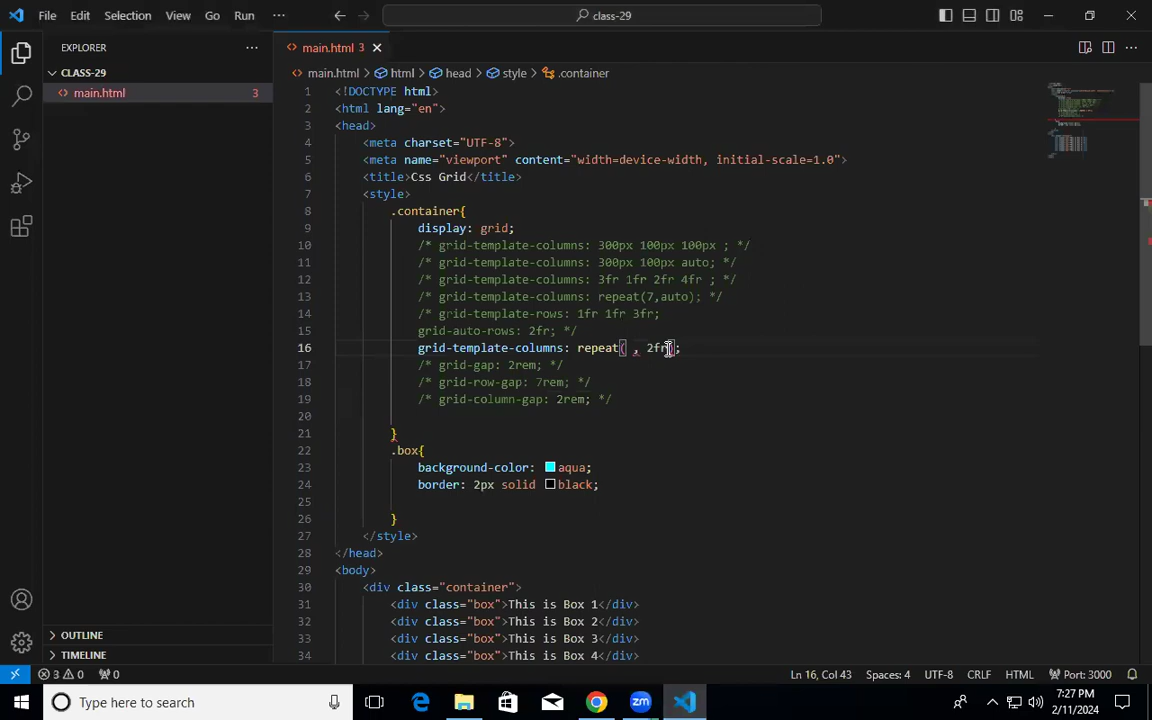 File Edit Selection View Go Run ··· class-29
EXPLORER ···
CLASS-29
main.html 3
main.html 3
main.html > html > head > style > .container
1 <!DOCTYPE html>
2 <html lang="en">
3 <head>
4 <meta charset="UTF-8">
5 <meta name="viewport" content="width=device-width, initial-scale=1.0">
6 <title>Css Grid</title>
7 <style>
8 .container{
9 display: grid;
10 /* grid-template-columns: 300px 100px 100px ; */
11 /* grid-template-columns: 300px 100px auto; */
12 /* grid-template-columns: 3fr 1fr 2fr 4fr ; */
13 /* grid-template-columns: repeat(7,auto); */
14 /* grid-template-rows: 1fr 1fr 3fr;
15 grid-auto-rows: 2fr; */
16 grid-template-columns: repeat( , 2fr);
17 /* grid-gap: 2rem; */
18 /* grid-row-gap: 7rem; */
19 /* grid-column-gap: 2rem; */
20
21 }
22 .box{
23 background-color: aqua;
24 border: 2px solid black;
25
26 }
27 </style>
28 </head>
29 <body>
30 <div class="container">
31 <div class="box">This is Box 1</div>
32 <div class="box">This is Box 2</div>
33 <div class="box">This is Box 3</div>
34 <div class="box">This is Box 4</div>
OUTLINE
TIMELINE
3 0 0 Ln 16, Col 43 Spaces: 4 UTF-8 CRLF HTML Port: 3000
Type here to search
7:27 PM
2/11/2024